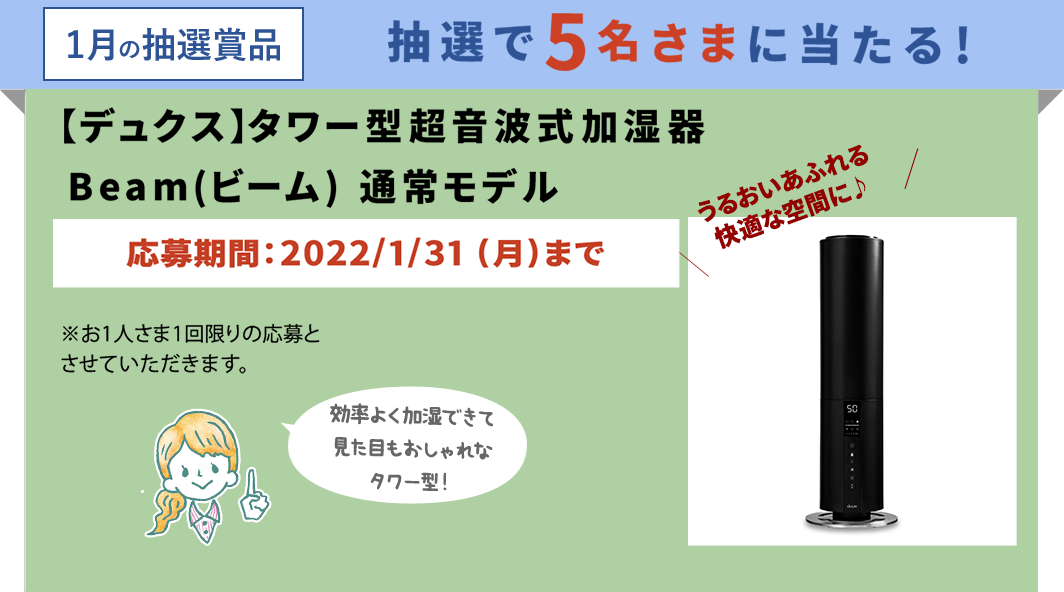 1月の抽選賞品
抽選で5名さまに当たる！
【デュクス】タワー型超音波式加湿器
Beam(ビーム) 通常モデル
うるおいあふれる
快適な空間に♪
応募期間：2022/1/31（月）まで
※お1人さま1回限りの応募と
させていただきます。
効率よく加湿できて
見た目もおしゃれな
タワー型！
50
duux